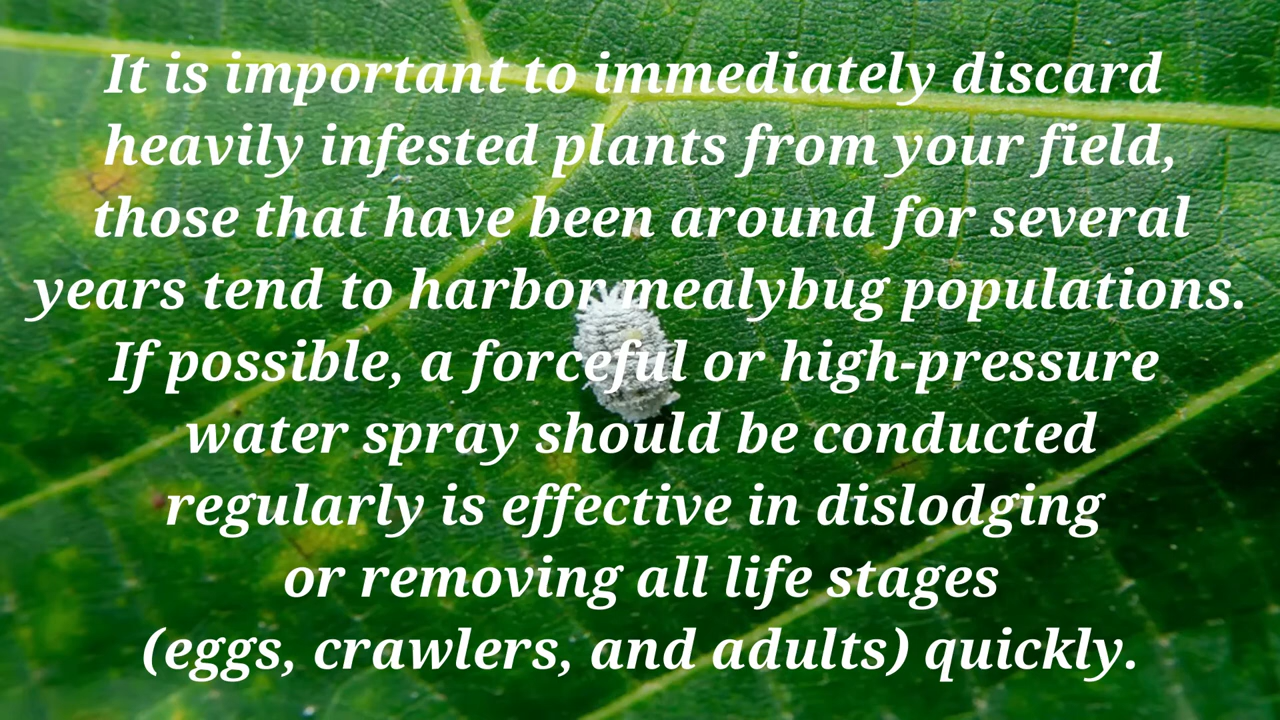 It is important to immediately discard
heavily infested plants from your field,
those that have been around for several
years tend to harbor mealybug populations.
If possible, a forceful or high-pressure
water spray should be conducted
regularly is effective in dislodging
or removing all life stages
(eggs, crawlers, and adults) quickly.